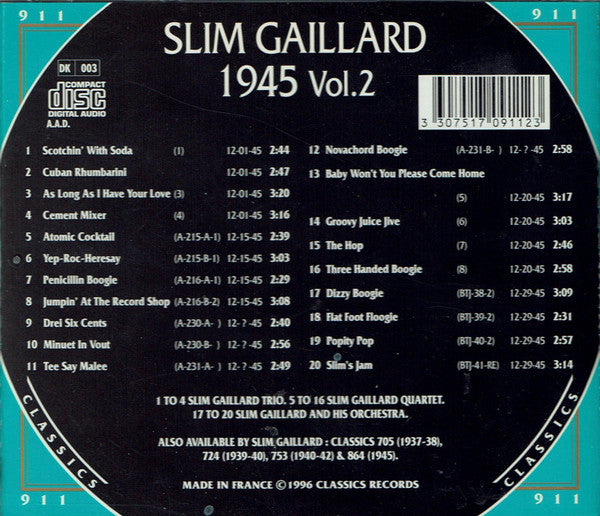 911
911
SLIM GAILLARD
1945 Vol.2
DK 003
COMPACT
disc
DIGITAL AUDIO
A.A.D.
3 307517 091123
1 Scotchin' With Soda (1) 12-01-45 2:44
2 Cuban Rhumbarini 12-01-45 2:47
3 As Long As I Have Your Love (3) 12-01-45 3:20
4 Cement Mixer (4) 12-01-45 3:16
5 Atomic Cocktail (A-215-A-1) 12-15-45 2:39
6 Yep-Roc-Heresay (A-215-B-1) 12-15-45 3:03
7 Penicillin Boogie (A-216-A-1) 12-15-45 2:29
8 Jumpin' At The Record Shop (A-216-B-2) 12-15-45 3:08
9 Drei Six Cents (A-230-A- ) 12-?-45 2:40
10 Minuet In Vout (A-230-B- ) 12-?-45 2:56
11 Tee Say Malee (A-231-A- ) 12-?-45 2:49
12 Novachord Boogie (A-231-B- ) 12-?-45 2:58
13 Baby Won't You Please Come Home
(5) 12-20-45 3:17
14 Groovy Juice Jive (6) 12-20-45 3:03
15 The Hop (7) 12-20-45 2:46
16 Three Handed Boogie (8) 12-20-45 2:58
17 Dizzy Boogie (BTJ-38-2) 12-29-45 3:09
18 Flat Foot Floogie (BTJ-39-2) 12-29-45 2:31
19 Popity Pop (BTJ-40-2) 12-29-45 2:57
20 Slim's Jam (BTJ-41-RE) 12-29-45 3:14
1 TO 4 SLIM GAILLARD TRIO. 5 TO 16 SLIM GAILLARD QUARTET.
17 TO 20 SLIM GAILLARD AND HIS ORCHESTRA.
ALSO AVAILABLE BY SLIM GAILLARD : CLASSICS 705 (1937-38),
724 (1939-40), 753 (1940-42) & 864 (1945).
MADE IN FRANCE © 1996 CLASSICS RECORDS
CLASSICS
CLASSICS
911
911